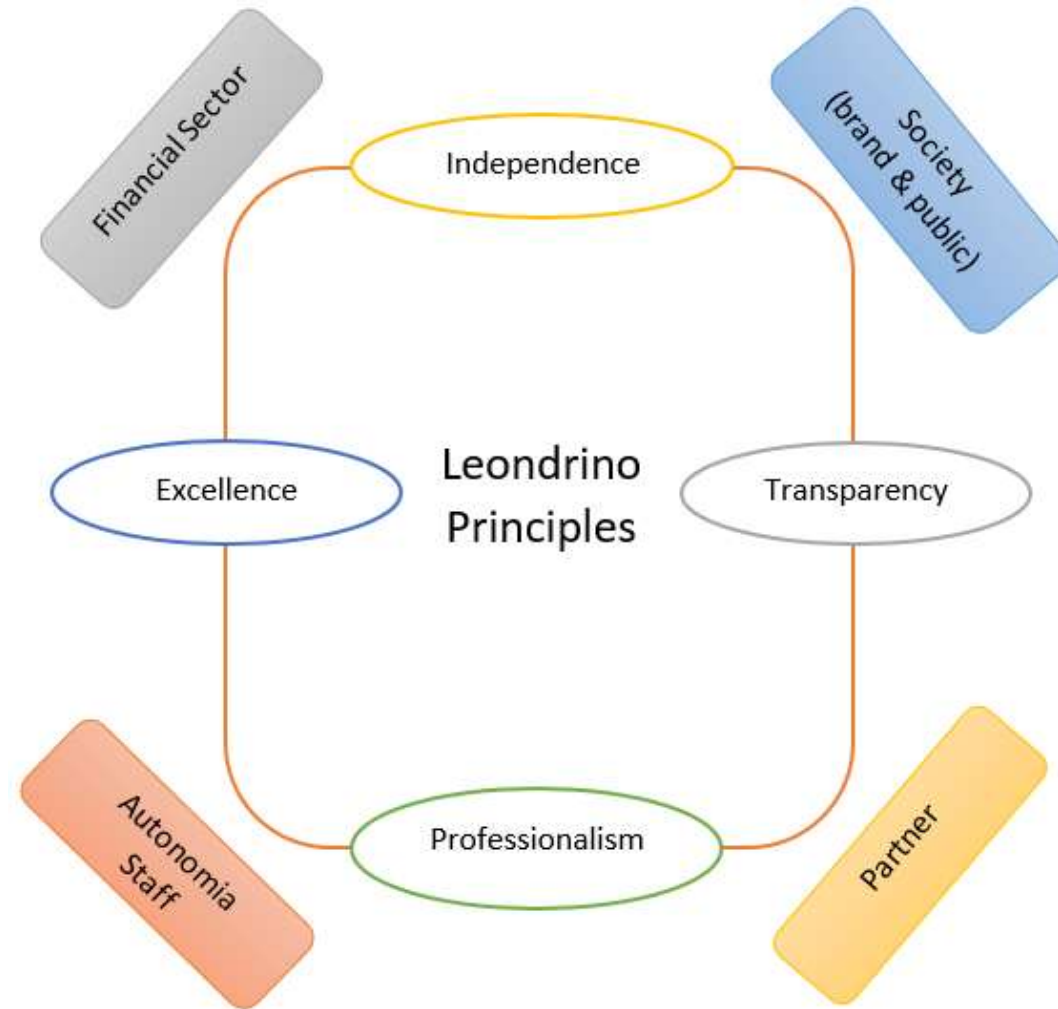 Financial Sector
Society
(brand & public)
Independence
Excellence
Leondrino
Principles
Transparency
Autonomia
Staff
Professionalism
Partner